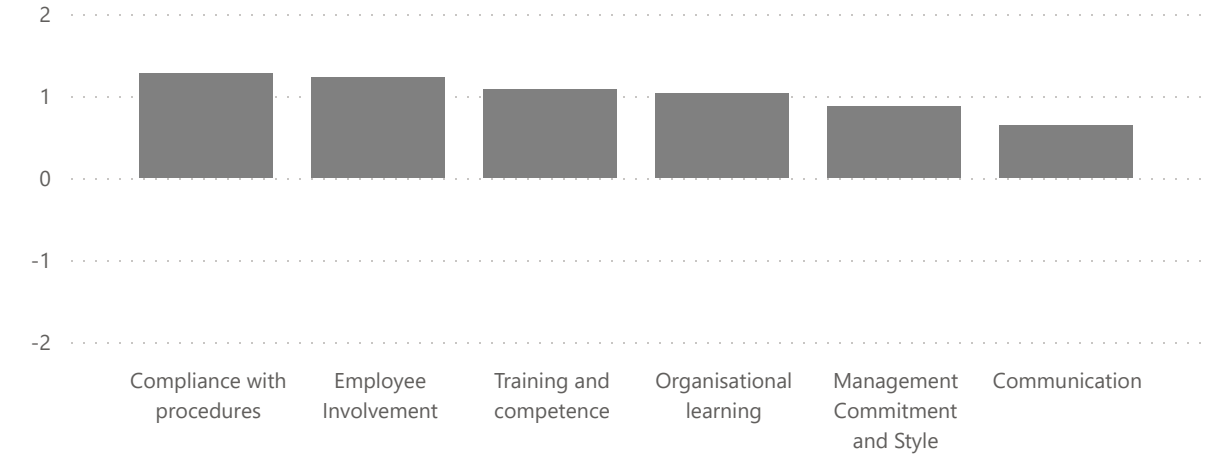 2
1
0
-1
-2
Compliance with
procedures
Employee
Involvement
Training and
competence
Organisational
learning
Management
Commitment
and Style
Communication